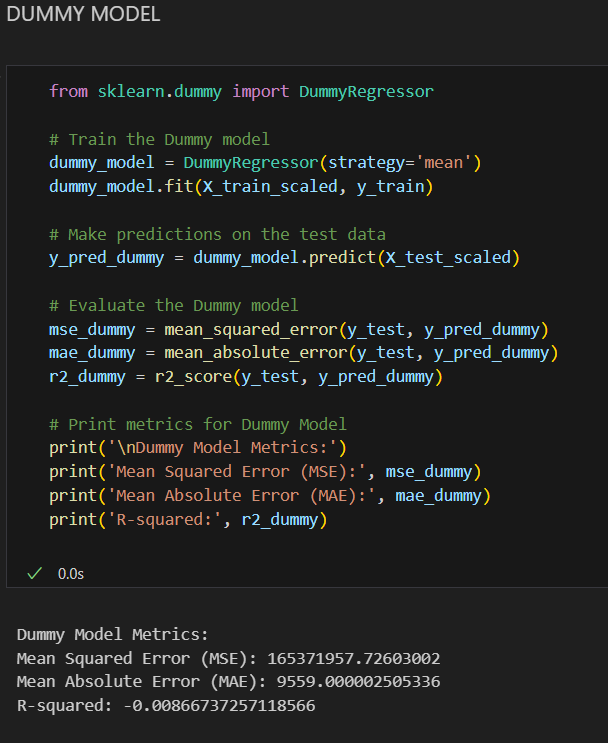 DUMMY MODEL
from sklearn.dummy import DummyRegressor
# Train the Dummy model
dummy_model = DummyRegressor(strategy='mean')
dummy_model.fit(X_train_scaled, y_train)
# Make predictions on the test data
y_pred_dummy = dummy_model.predict(X_test_scaled)
# Evaluate the Dummy model
mse_dummy = mean_squared_error(y_test, y_pred_dummy)
mae_dummy = mean_absolute_error(y_test, y_pred_dummy)
r2_dummy = r2_score(y_test, y_pred_dummy)
# Print metrics for Dummy Model
print('\nDummy Model Metrics:')
print('Mean Squared Error (MSE):', mse_dummy)
print('Mean Absolute Error (MAE):', mae_dummy)
print('R-squared:', r2_dummy)
0.0s
Dummy Model Metrics:
Mean Squared Error (MSE): 165371957.72603002
Mean Absolute Error (MAE): 9559.000002505336
R-squared: -0.00866737257118566